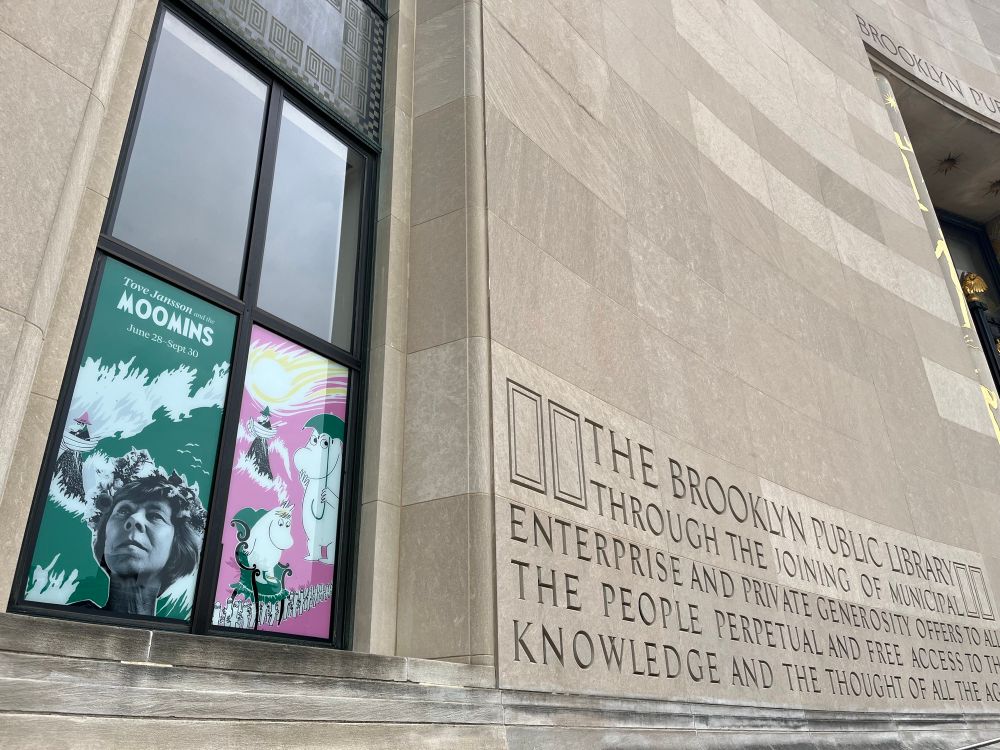 Tove Jansson and the
MOOMINS
June 28–Sept 30
BROOKLYN
THE BROOKLYN PUBLIC LIBRARY
THROUGH THE JOINING OF MUNICIPAL
ENTERPRISE AND PRIVATE GENEROSITY OFFERS TO ALL
THE PEOPLE PERPETUAL AND FREE ACCESS TO
KNOWLEDGE AND THE THOUGHT OF ALL THE